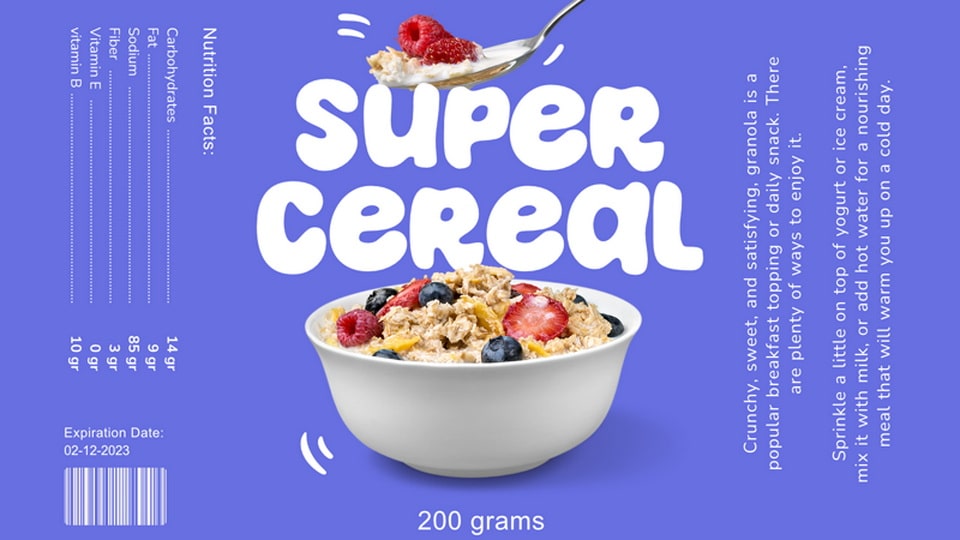 Nutrition Facts:
Carbohydrates ........ 14 gr
Fat ........ 9 gr
Sodium ........ 85 gr
Fiber ........ 3 gr
Vitamin E ........ 0 gr
vitamin B ........ 10 gr
Expiration Date:
02-12-2023
SUPER
CEREAL
200 grams
Crunchy, sweet, and satisfying, granola is a
popular breakfast topping or daily snack. There
are plenty of ways to enjoy it.
Sprinkle a little on top of yogurt or ice cream,
mix it with milk, or add hot water for a nourishing
meal that will warm you up on a cold day.